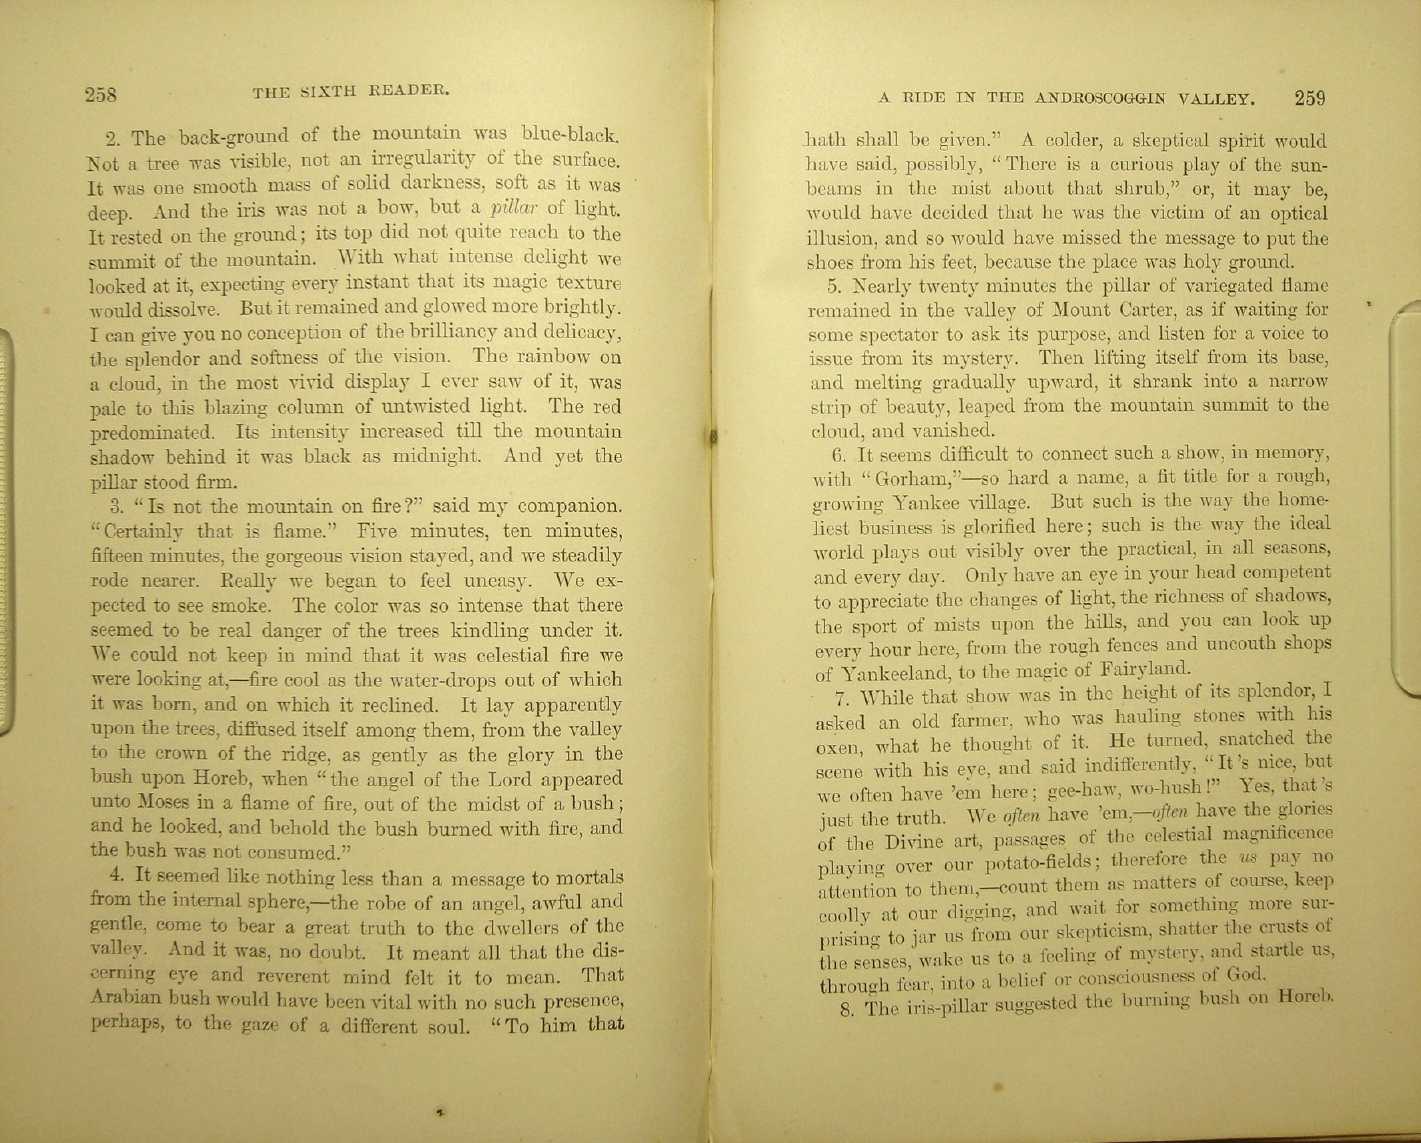 258 THE SIXTH READER.
2. The back-ground of the mountain was blue-black.
Not a tree was visible, not an irregularity of the surface.
It was one smooth mass of solid darkness, soft as it was
deep. And the iris was not a bow, but a pillar of light.
It rested on the ground; its top did not quite reach to the
summit of the mountain. With what intense delight we
looked at it, expecting every instant that its magic texture
would dissolve. But it remained and glowed more brightly.
I can give you no conception of the brilliancy and delicacy,
the splendor and softness of the vision. The rainbow on
a cloud, in the most vivid display I ever saw of it, was
pale to this blazing column of untwisted light. The red
predominated. Its intensity increased till the mountain
shadow behind it was black as midnight. And yet the
pillar stood firm.
3. “Is not the mountain on fire?” said my companion.
“Certainly that is flame.” Five minutes, ten minutes,
fifteen minutes, the gorgeous vision stayed, and we steadily
rode nearer. Really we began to feel uneasy. We ex-
pected to see smoke. The color was so intense that there
seemed to be real danger of the trees kindling under it.
We could not keep in mind that it was celestial fire we
were looking at,—fire cool as the water-drops out of which
it was born, and on which it reclined. It lay apparently
upon the trees, diffused itself among them, from the valley
to the crown of the ridge, as gently as the glory in the
bush upon Horeb, when “the angel of the Lord appeared
unto Moses in a flame of fire, out of the midst of a bush;
and he looked, and behold the bush burned with fire, and
the bush was not consumed.”
4. It seemed like nothing less than a message to mortals
from the internal sphere,—the robe of an angel, awful and
gentle, come to bear a great truth to the dwellers of the
valley. And it was, no doubt. It meant all that the dis-
cerning eye and reverent mind felt it to mean. That
Arabian bush would have been vital with no such presence,
perhaps, to the gaze of a different soul. “To him that
A RIDE IN THE ANDROSCOGGIN VALLEY. 259
hath shall be given.” A colder, a skeptical spirit would
have said, possibly, “There is a curious play of the sun-
beams in the mist about that shrub,” or, it may be,
would have decided that he was the victim of an optical
illusion, and so would have missed the message to put the
shoes from his feet, because the place was holy ground.
5. Nearly twenty minutes the pillar of variegated flame
remained in the valley of Mount Carter, as if waiting for
some spectator to ask its purpose, and listen for a voice to
issue from its mystery. Then lifting itself from its base,
and melting gradually upward, it shrank into a narrow
strip of beauty, leaped from the mountain summit to the
cloud, and vanished.
6. It seems difficult to connect such a show, in memory,
with “Gorham,”—so hard a name, a fit title for a rough,
growing Yankee village. But such is the way the home-
liest business is glorified here; such is the way the ideal
world plays out visibly over the practical, in all seasons,
and every day. Only have an eye in your head competent
to appreciate the changes of light, the richness of shadows,
the sport of mists upon the hills, and you can look up
every hour here, from the rough fences and uncouth shops
of Yankeeland, to the magic of Fairyland.
7. While that show was in the height of its splendor, I
asked an old farmer, who was hauling stones with his
oxen, what he thought of it. He turned, snatched the
scene with his eye, and said indifferently, “It's nice, but
we often have 'em here; gee-haw, wo-hush!” Yes, that's
just the truth. We often have 'em,—often have the glories
of the Divine art, passages of the celestial magnificence
playing over our potato-fields; therefore the us pay no
attention to them,—count them as matters of course, keep
coolly at our digging, and wait for something more sur-
prising to jar us from our skepticism, shatter the crusts of
the senses, wake us to a feeling of mystery, and startle us,
through fear, into a belief or consciousness of God.
8. The iris-pillar suggested the burning bush on Horeb.